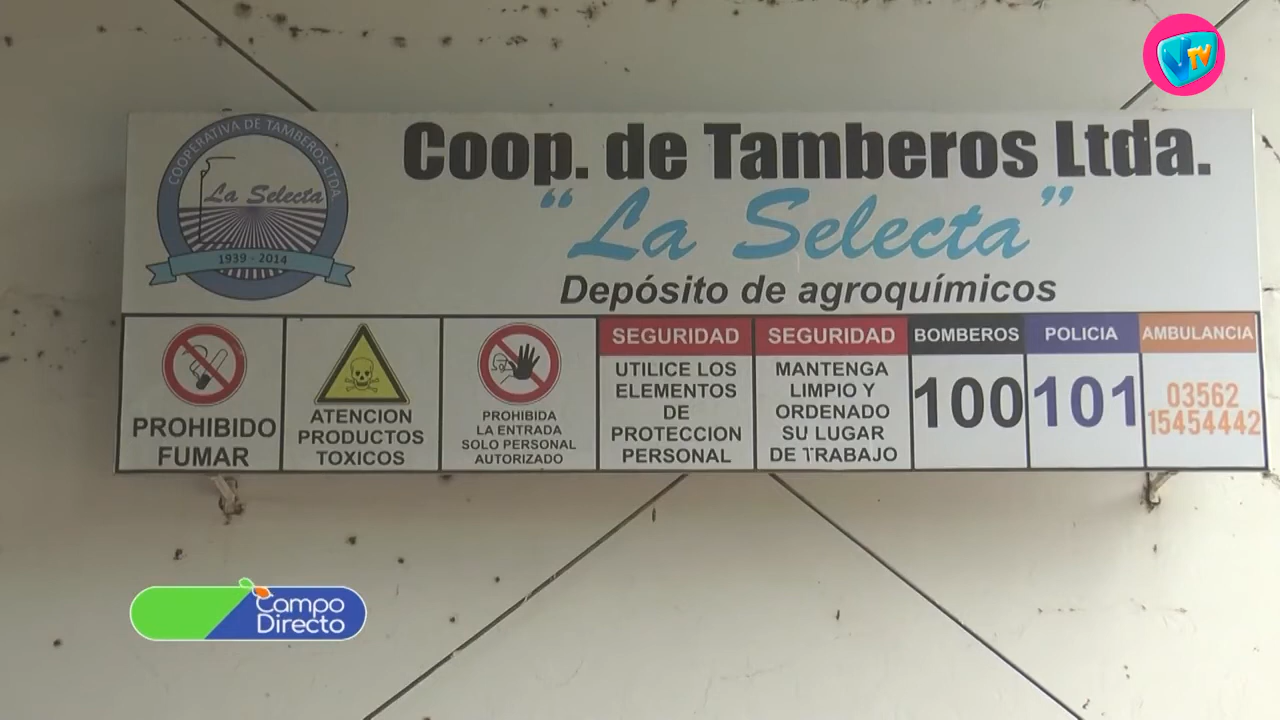 VTV
COOPERATIVA DE TAMBEROS LTDA
La Selecta
1939 - 2014
Coop. de Tamberos Ltda.
"La Selecta"
Depósito de agroquímicos
PROHIBIDO
FUMAR
ATENCION
PRODUCTOS
TOXICOS
PROHIBIDA
LA ENTRADA
SOLO PERSONAL
AUTORIZADO
SEGURIDAD
UTILICE LOS
ELEMENTOS
DE
PROTECCION
PERSONAL
SEGURIDAD
MANTENGA
LIMPIO Y
ORDENADO
SU LUGAR
DE TRABAJO
BOMBEROS
100
POLICIA
101
AMBULANCIA
03562
15454442
Campo
Directo